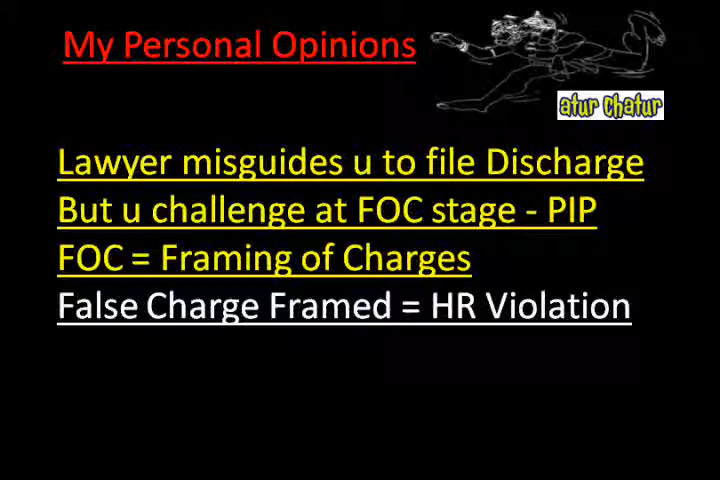 My Personal Opinions
atur chatur
Lawyer misguides u to file Discharge
But u challenge at FOC stage - PIP
FOC = Framing of Charges
False Charge Framed = HR Violation